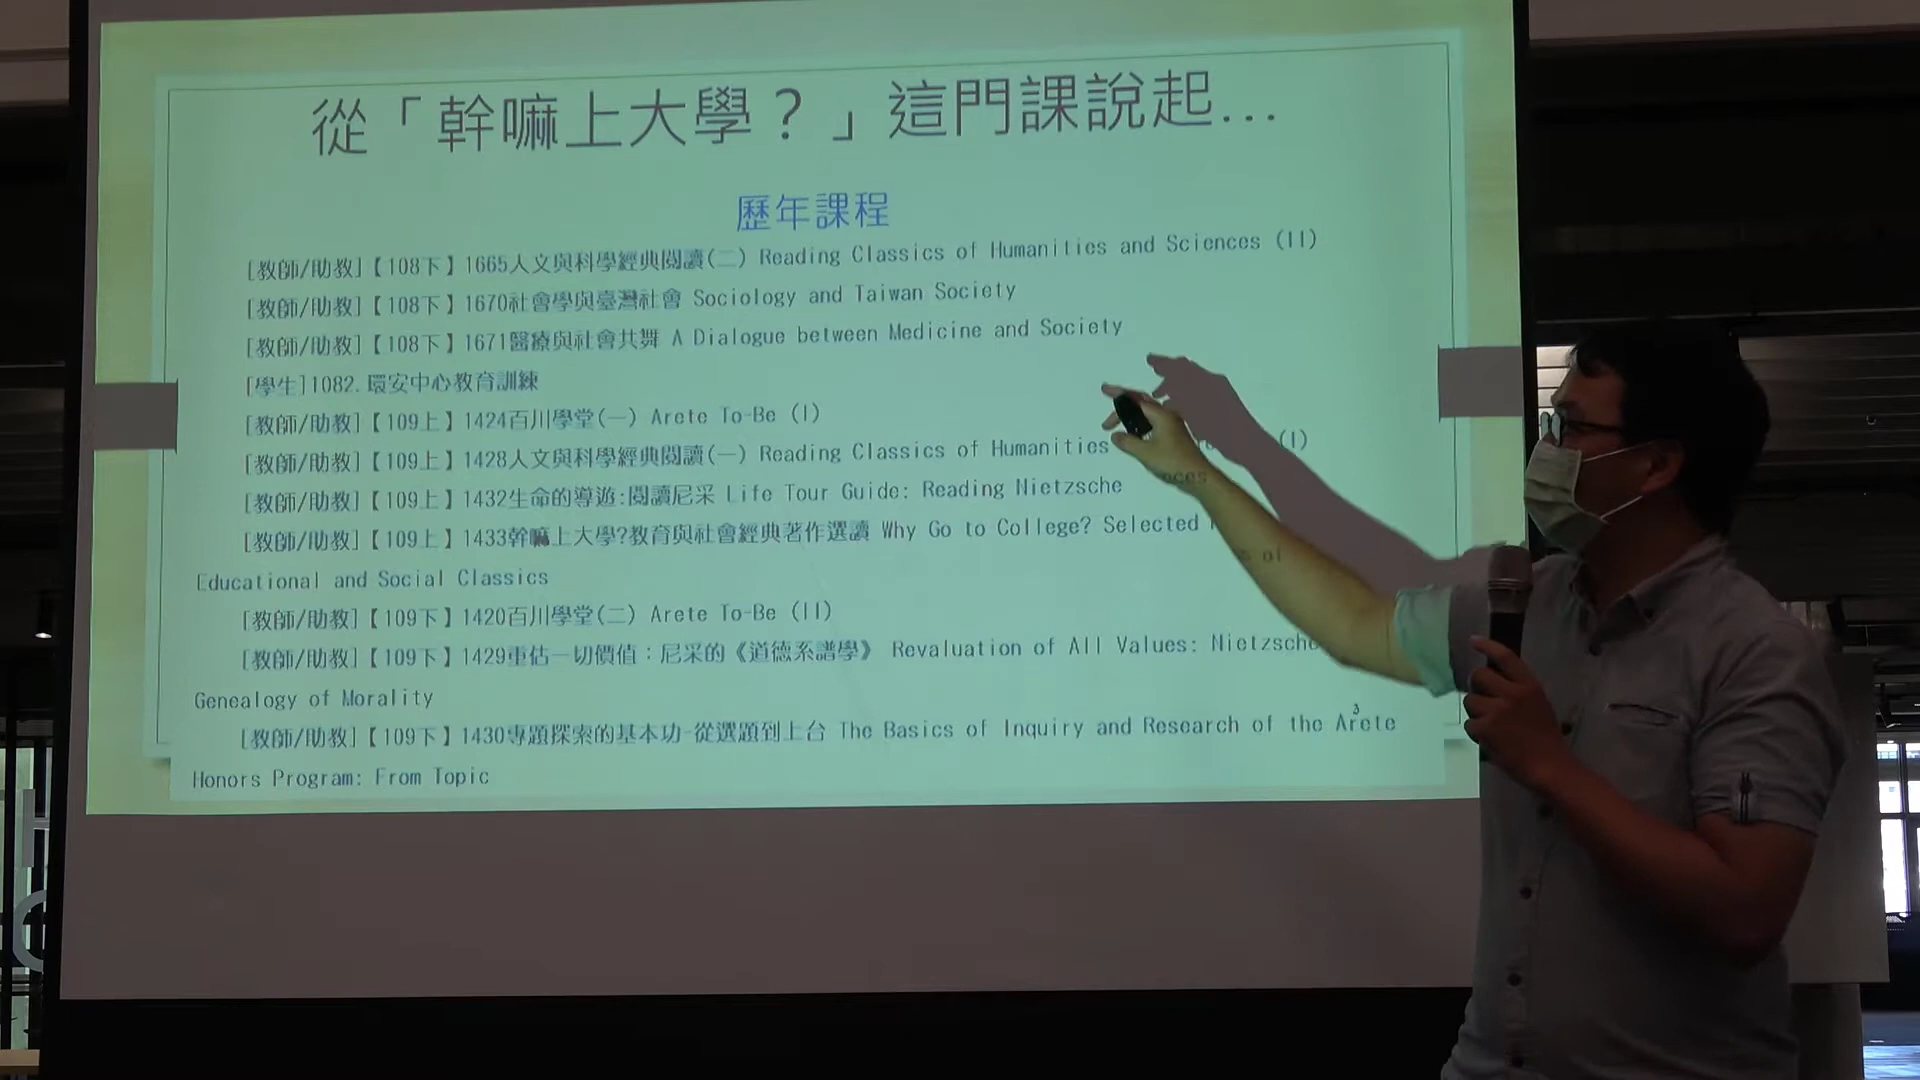 從「幹嘛上大學？」這門課說起...
歷年課程
[教師/助教]【108下】1665人文與科學經典閱讀(二) Reading Classics of Humanities and Sciences (II)
[教師/助教]【108下】1670社會學與臺灣社會 Sociology and Taiwan Society
[教師/助教]【108下】1671醫療與社會共舞 A Dialogue between Medicine and Society
[學生]1082.環安中心教育訓練
[教師/助教]【109上】1424百川學堂(一) Arete To-Be (I)
[教師/助教]【109上】1428人文與科學經典閱讀(一) Reading Classics of Humanities (I)
[教師/助教]【109上】1432生命的導遊:閱讀尼采 Life Tour Guide: Reading Nietzsche
[教師/助教]【109上】1433幹嘛上大學?教育與社會經典著作選讀 Why Go to College? Selected of
Educational and Social Classics
[教師/助教]【109下】1420百川學堂(二) Arete To-Be (II)
[教師/助教]【109下】1429重估一切價值：尼采的《道德系譜學》 Revaluation of All Values: Nietzsche
Genealogy of Morality
[教師/助教]【109下】1430專題探索的基本功-從選題到上台 The Basics of Inquiry and Research of the Arete
Honors Program: From Topic
3